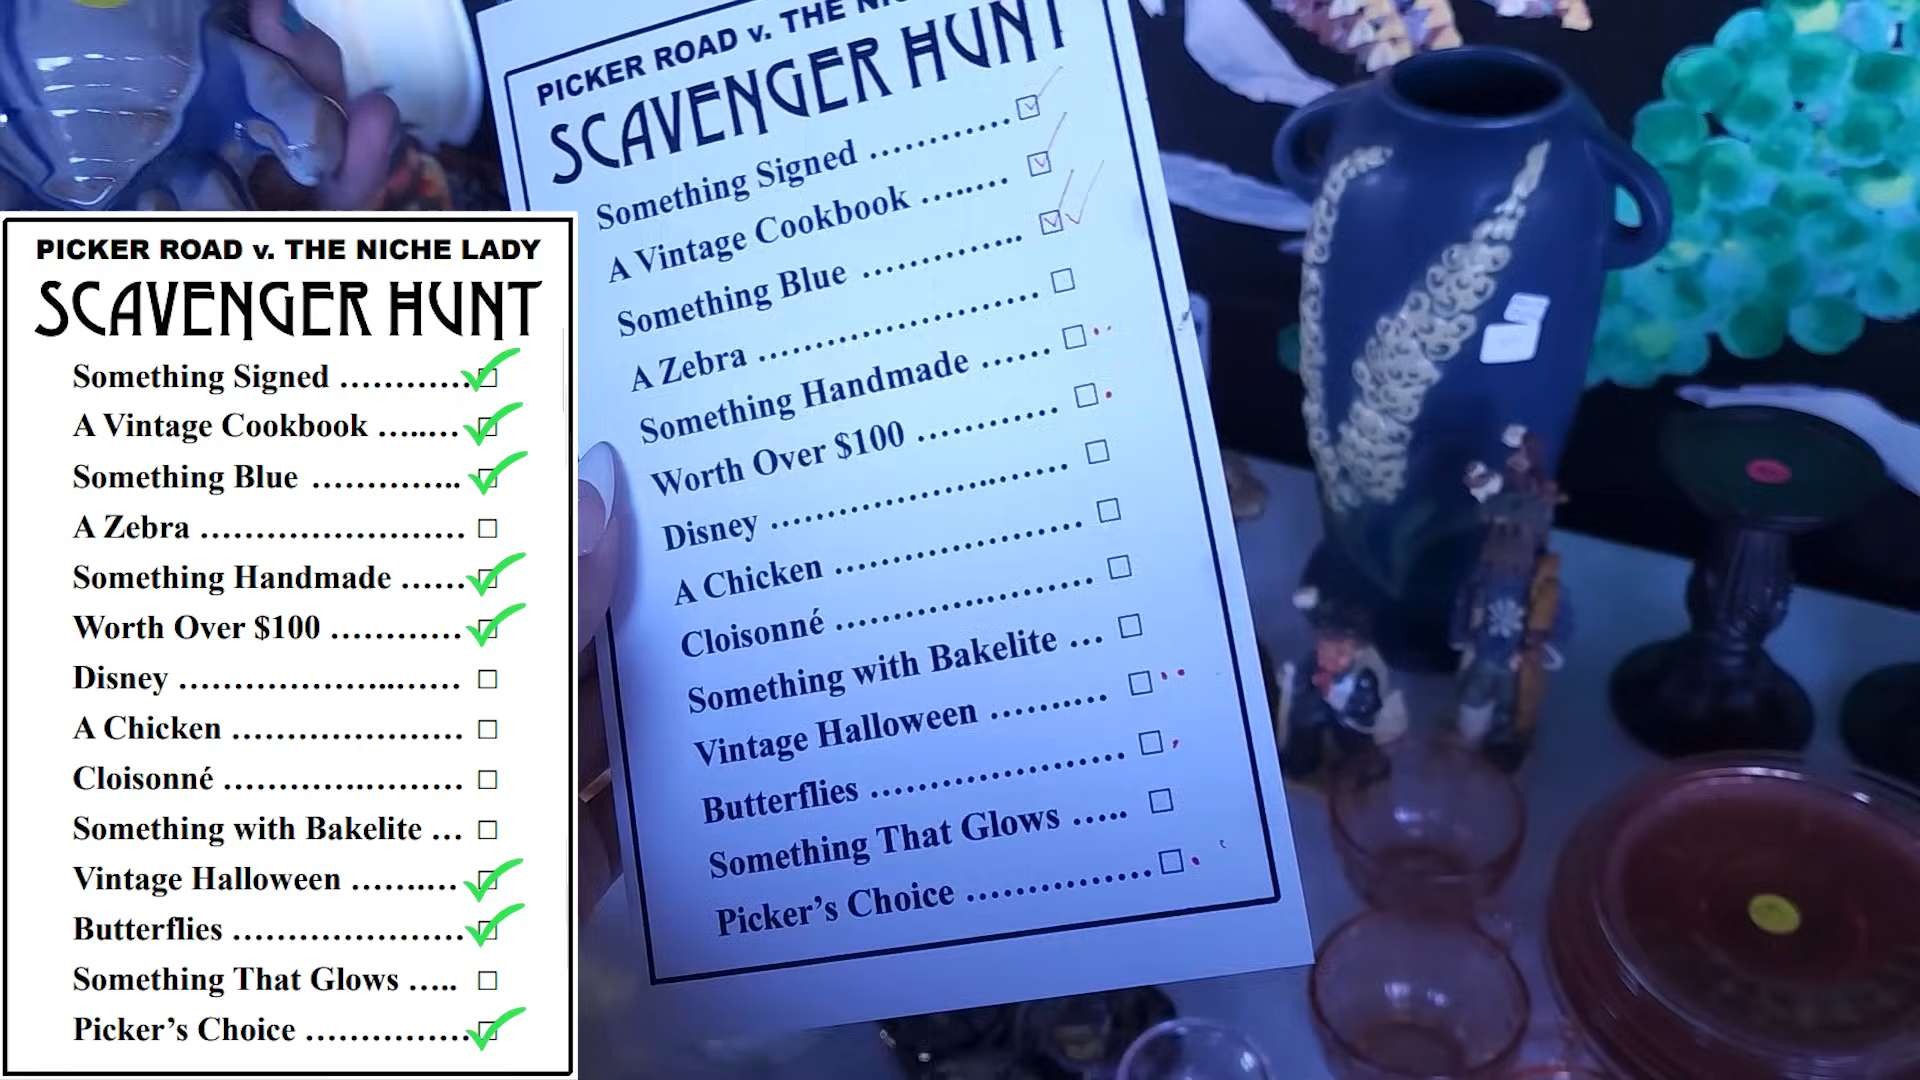 PICKER ROAD v. THE
SCAVENGER HUNT
Something Signed ............
A Vintage Cookbook ........
Something Blue ..............
A Zebra ..........................
Something Handmade ......
Worth Over $100 ............
Disney ............................
A Chicken .....................
Cloisonné ........................
Something with Bakelite ...
Vintage Halloween ..........
Butterflies ......................
Something That Glows .....
Picker's Choice ................
PICKER ROAD v. THE NICHE LADY
SCAVENGER HUNT
Something Signed ............
A Vintage Cookbook ........
Something Blue ..............
A Zebra ..........................
Something Handmade ......
Worth Over $100 ............
Disney ............................
A Chicken .....................
Cloisonné ........................
Something with Bakelite ...
Vintage Halloween ..........
Butterflies ......................
Something That Glows .....
Picker's Choice ................